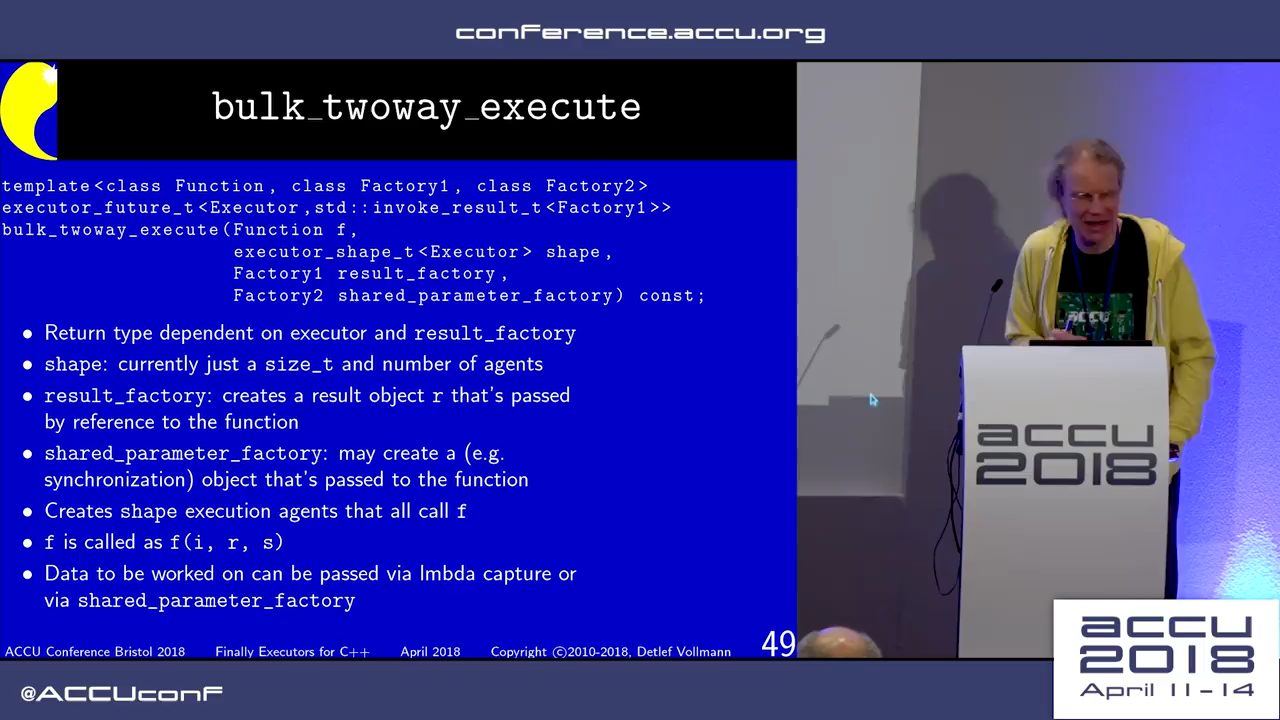 conference.accu.org
bulk_twoway_execute
template<class Function, class Factory1, class Factory2>
executor_future_t<Executor,std::invoke_result_t<Factory1>>
bulk_twoway_execute(Function f,
executor_shape_t<Executor> shape,
Factory1 result_factory,
Factory2 shared_parameter_factory) const;
• Return type dependent on executor and result_factory
• shape: currently just a size_t and number of agents
• result_factory: creates a result object r that's passed
by reference to the function
• shared_parameter_factory: may create a (e.g.
synchronization) object that's passed to the function
• Creates shape execution agents that all call f
• f is called as f(i, r, s)
• Data to be worked on can be passed via lmbda capture or
via shared_parameter_factory
ACCU Conference Bristol 2018 Finally Executors for C++ April 2018 Copyright ©2010-2018, Detlef Vollmann 49
accu
accu
2018
accu
2018
April 11-14
@ACCUconf